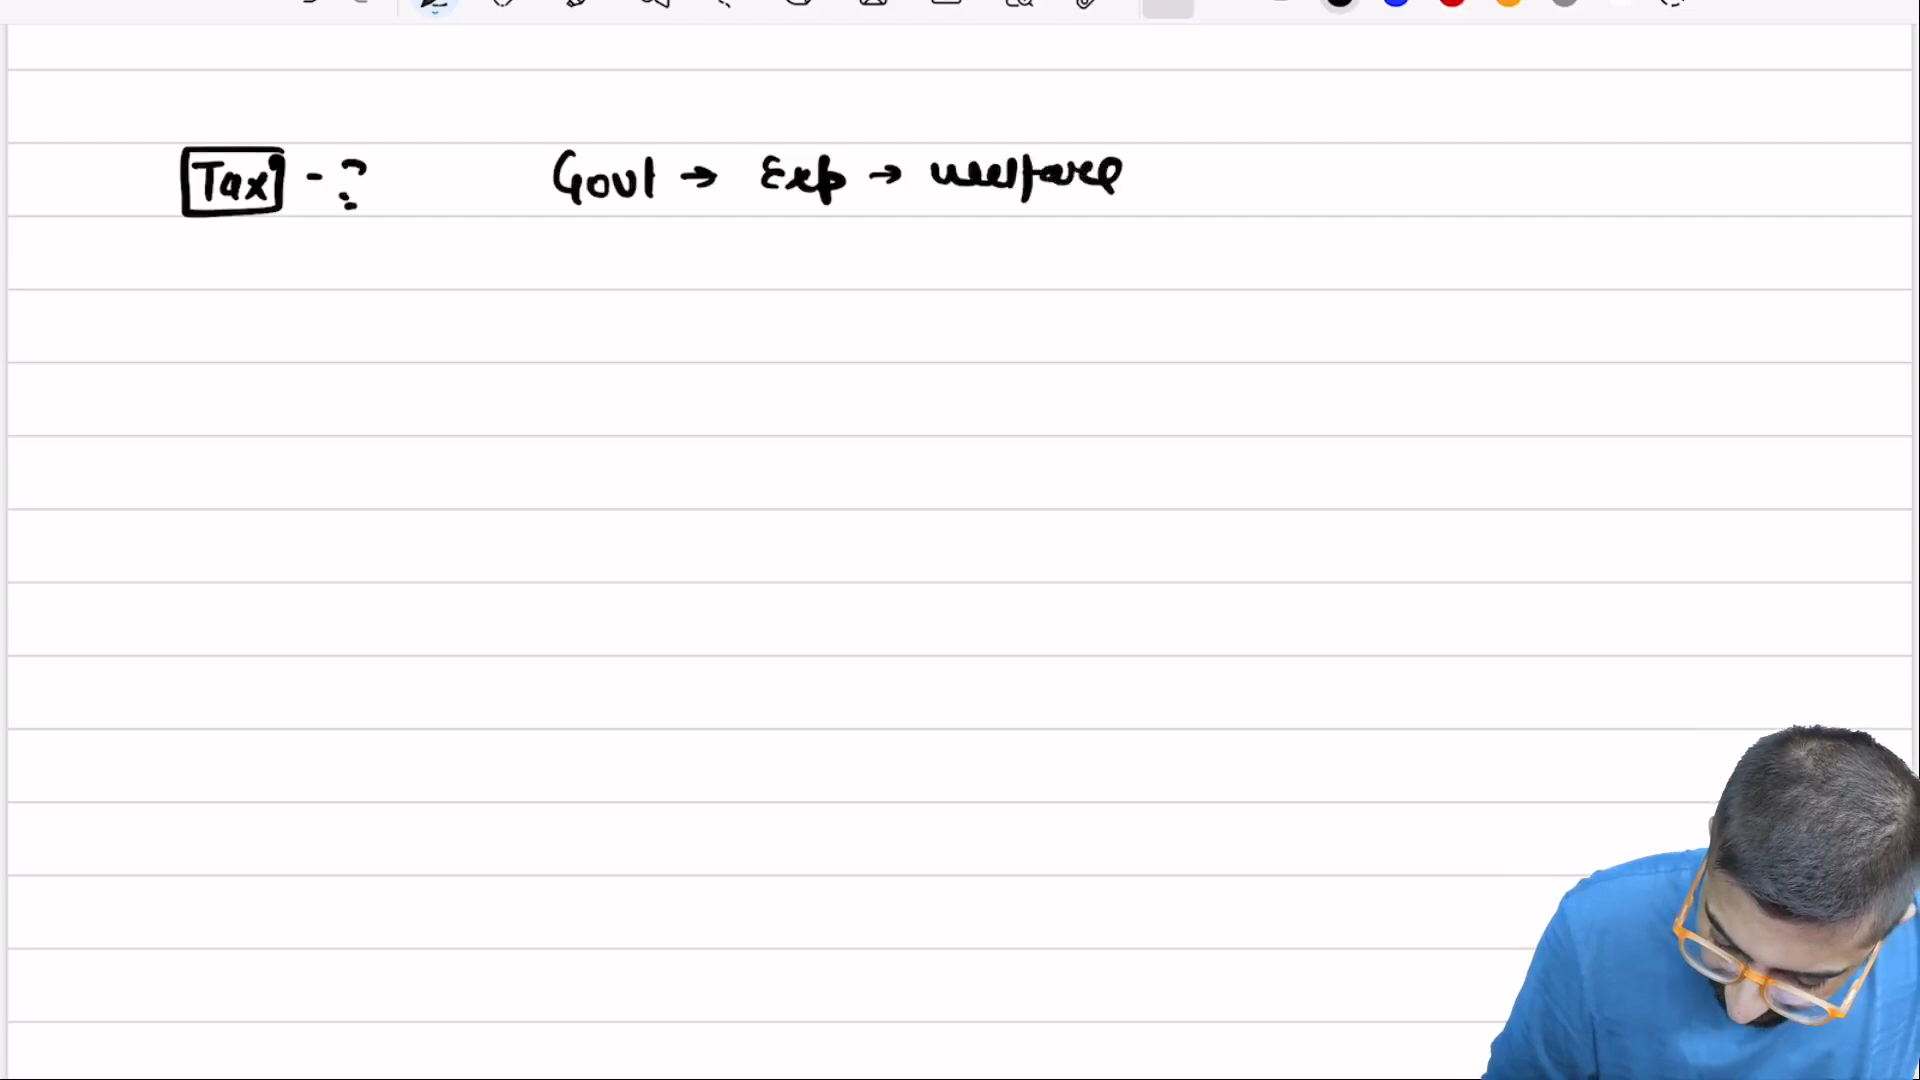 Tax - ? Govt → Exp → welfare